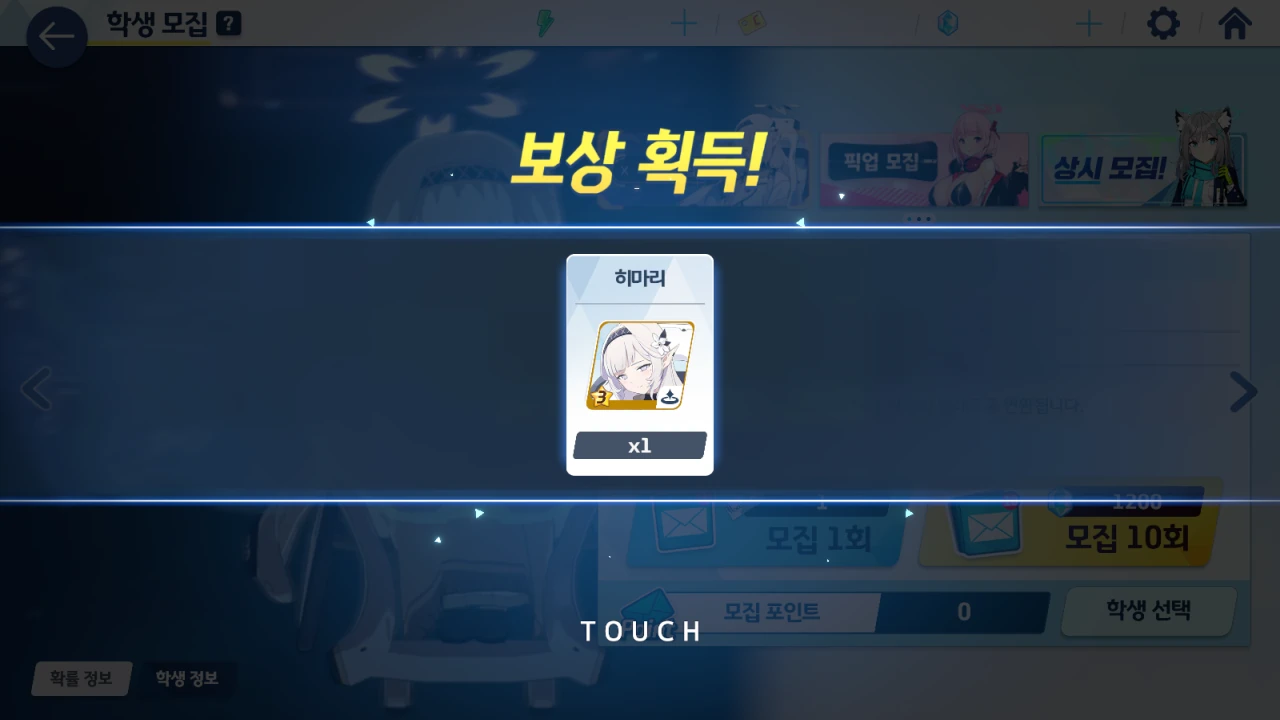 학생 모집 ?
보상 획득!
픽업 모집
상시 모집!
히마리
3
x1
1
1200
모집 1회
모집 10회
모집 포인트
0
학생 선택
TOUCH
확률 정보
학생 정보